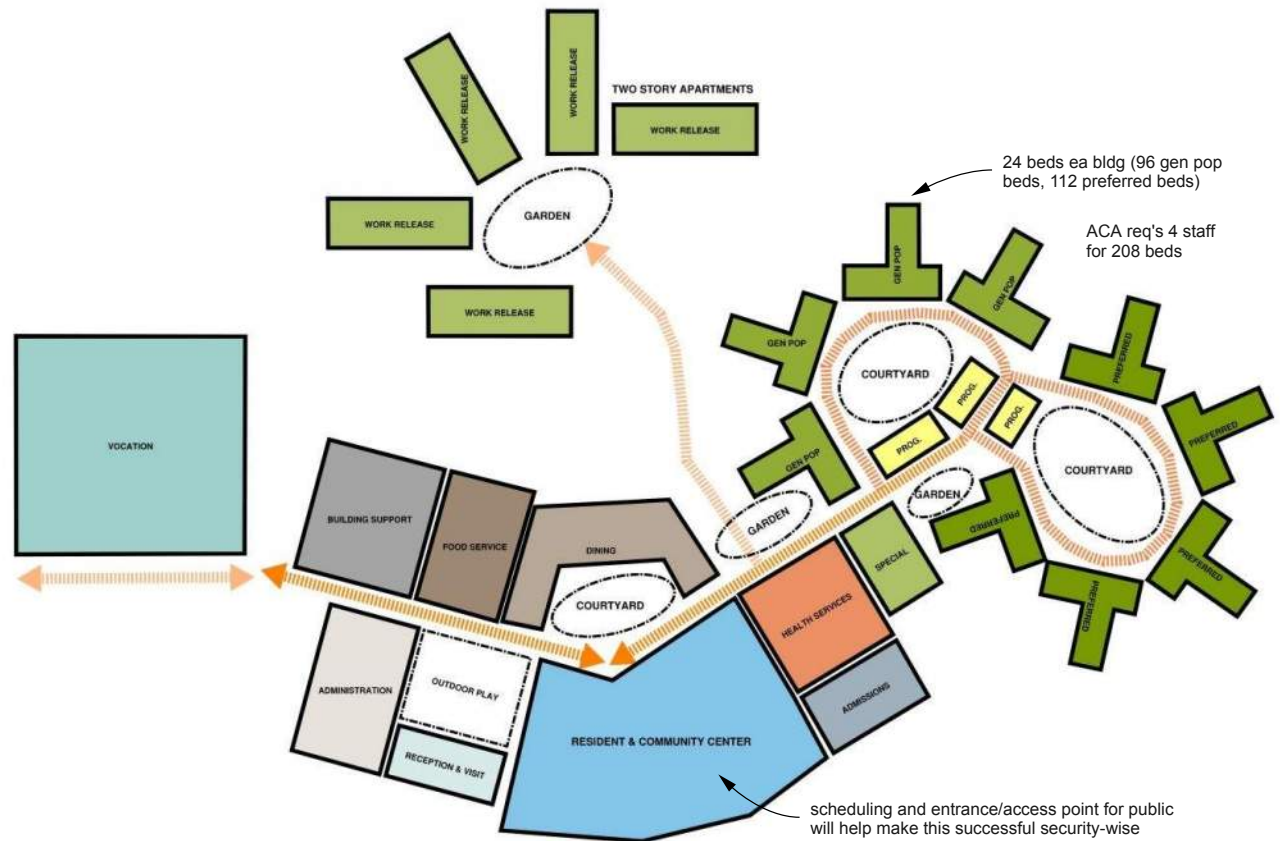 WORK RELEASE
WORK RELEASE
TWO STORY APARTMENTS
WORK RELEASE
WORK RELEASE
GARDEN
WORK RELEASE
24 beds ea bldg (96 gen pop
beds, 112 preferred beds)
ACA req's 4 staff
for 208 beds
GEN POP
GEN POP
GEN POP
GEN POP
COURTYARD
PROG.
PROG.
PROG.
PREFERRED
PREFERRED
COURTYARD
PREFERRED
PREFERRED
PREFERRED
GARDEN
GARDEN
VOCATION
BUILDING SUPPORT
FOOD SERVICE
DINING
COURTYARD
SPECIAL
HEALTH SERVICES
ADMISSIONS
ADMINISTRATION
OUTDOOR PLAY
RECEPTION & VISIT
RESIDENT & COMMUNITY CENTER
scheduling and entrance/access point for public
will help make this successful security-wise